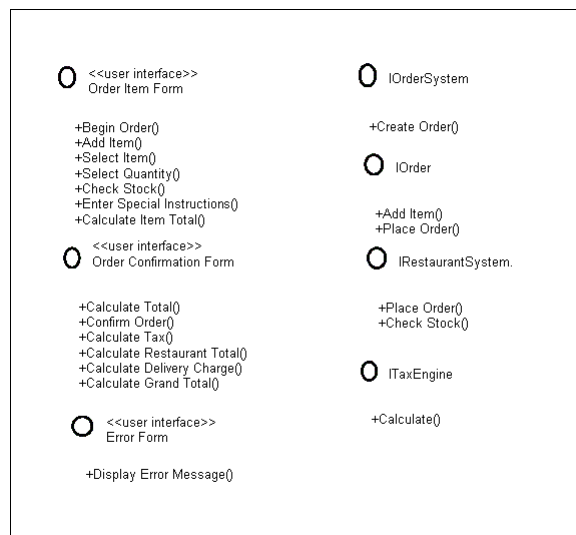 <<user interface>>
Order Item Form
+Begin Order()
+Add Item()
+Select Item()
+Select Quantity()
+Check Stock()
+Enter Special Instructions()
+Calculate Item Total()
<<user interface>>
Order Confirmation Form
+Calculate Total()
+Confirm Order()
+Calculate Tax()
+Calculate Restaurant Total()
+Calculate Delivery Charge()
+Calculate Grand Total()
<<user interface>>
Error Form
+Display Error Message()
IOrderSystem
+Create Order()
IOrder
+Add Item()
+Place Order()
IRestaurantSystem.
+Place Order()
+Check Stock()
ITaxEngine
+Calculate()